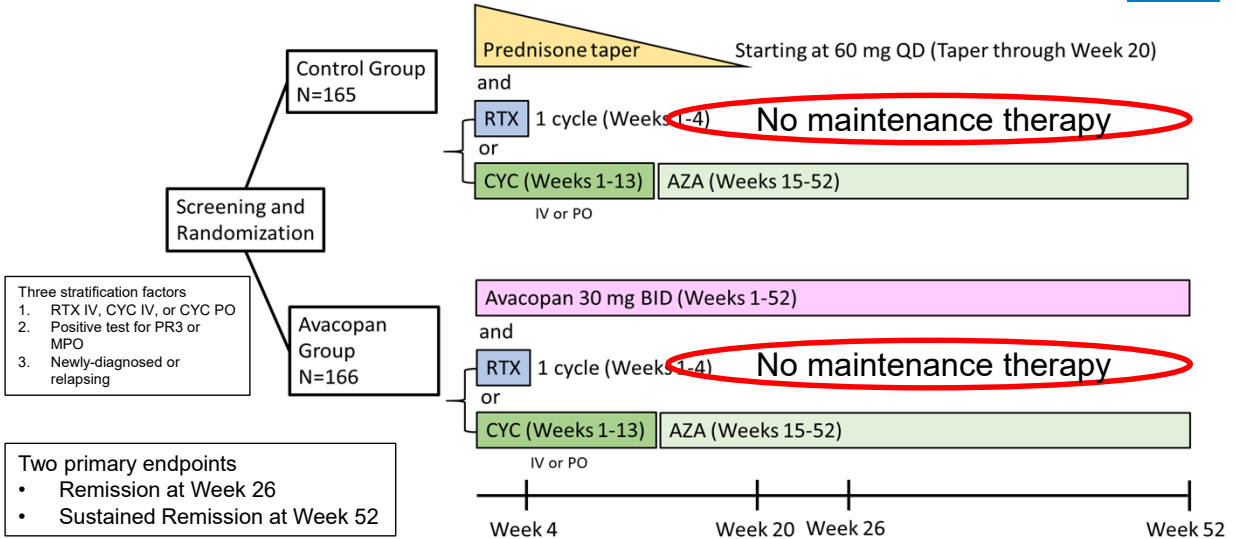 Prednisone taper
Starting at 60 mg QD (Taper through Week 20)
Control Group
N=165
and
RTX
1 cycle (Weeks 1-4)
No maintenance therapy
or
CYC (Weeks 1-13)
AZA (Weeks 15-52)
IV or PO
Screening and
Randomization
Three stratification factors
1. RTX IV, CYC IV, or CYC PO
2. Positive test for PR3 or
MPO
3. Newly-diagnosed or
relapsing
Avacopan
Group
N=166
Avacopan 30 mg BID (Weeks 1-52)
and
RTX
1 cycle (Weeks 1-4)
No maintenance therapy
or
CYC (Weeks 1-13)
AZA (Weeks 15-52)
IV or PO
Two primary endpoints
• Remission at Week 26
• Sustained Remission at Week 52
Week 4
Week 20
Week 26
Week 52